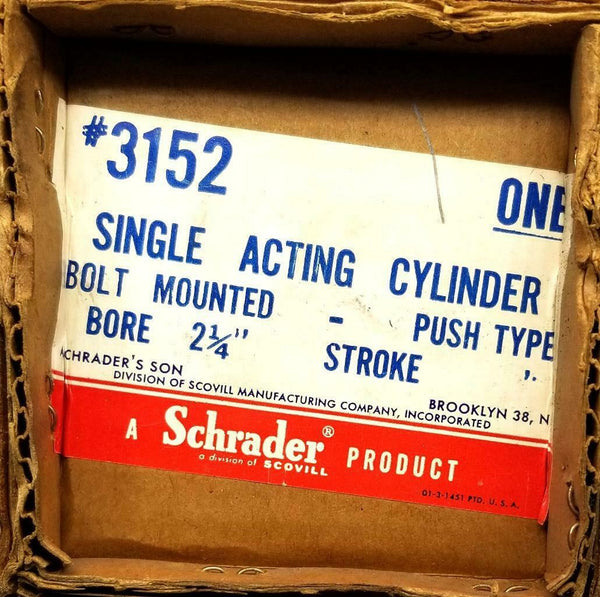 #3152
ONE
SINGLE ACTING CYLINDER
BOLT MOUNTED - PUSH TYPE
BORE 2¼" STROKE "
CHRADER'S SON BROOKLYN 38, N
DIVISION OF SCOVILL MANUFACTURING COMPANY, INCORPORATED
A Schrader® PRODUCT
a division of SCOVILL
01-3-1451 PTD. U.S.A.